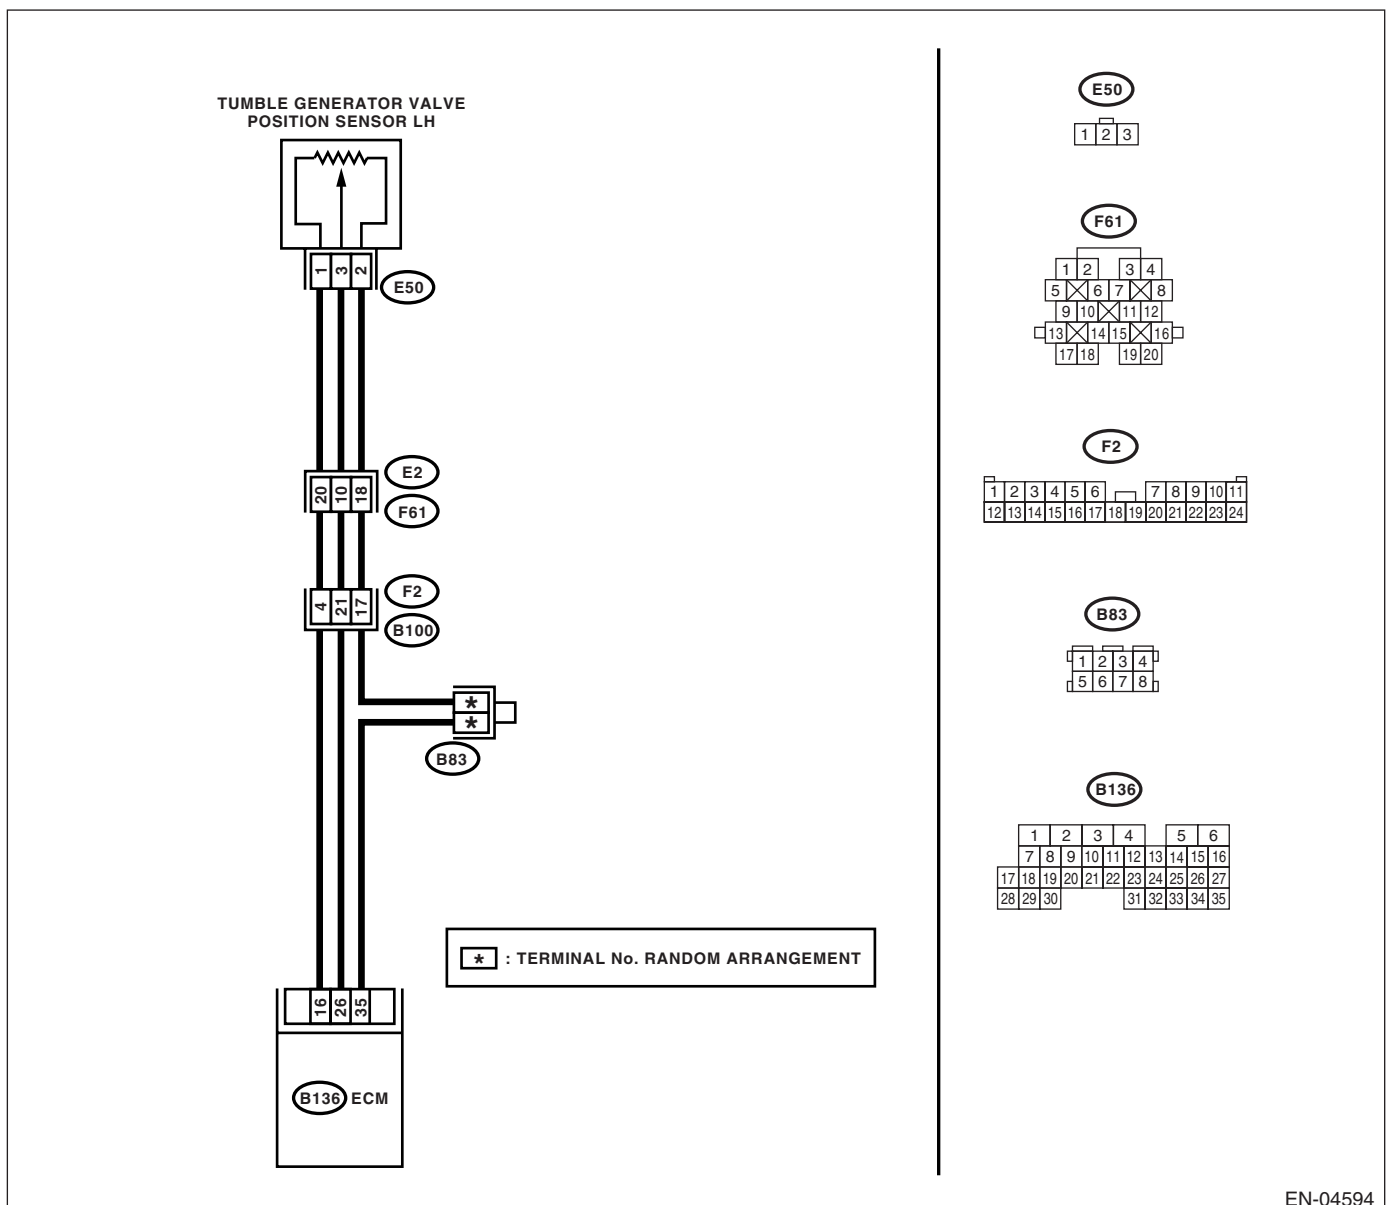 TUMBLE GENERATOR VALVE
POSITION SENSOR LH
1 3 2
E50
20 10 18
E2
F61
4 21 17
F2
B100
*
*
B83
* : TERMINAL No. RANDOM ARRANGEMENT
16 26 35
B136 ECM
E50
1 2 3
F61
1 2 3 4
5 6 7 8
9 10 11 12
13 14 15 16
17 18 19 20
F2
1 2 3 4 5 6 7 8 9 10 11
12 13 14 15 16 17 18 19 20 21 22 23 24
B83
1 2 3 4
5 6 7 8
B136
1 2 3 4 5 6
7 8 9 10 11 12 13 14 15 16
17 18 19 20 21 22 23 24 25 26 27
28 29 30 31 32 33 34 35
EN-04594